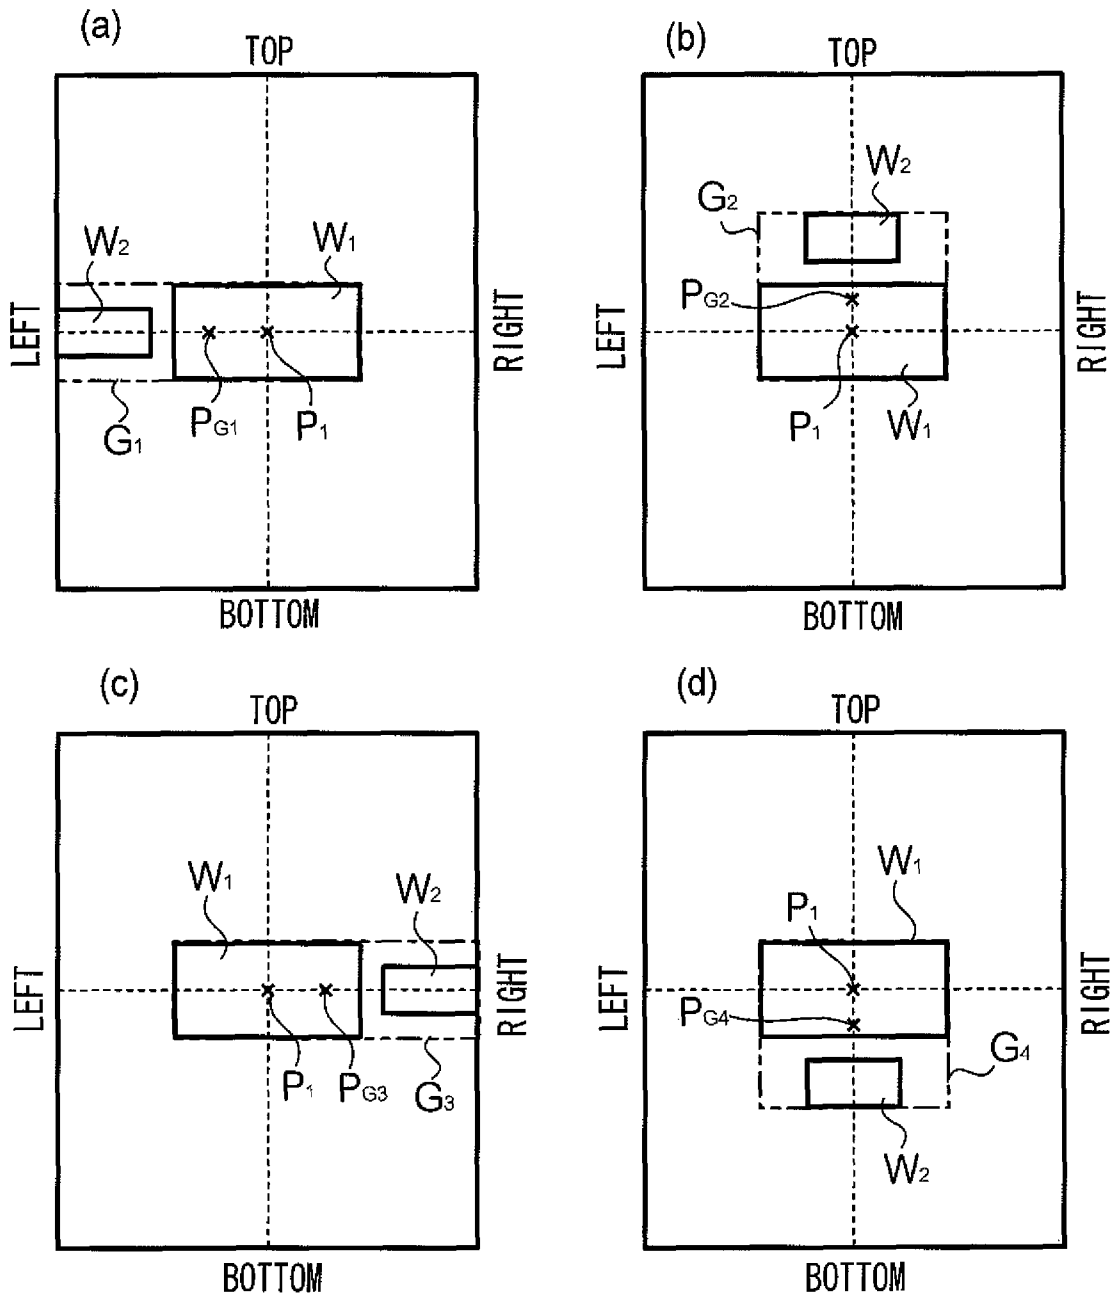 (a)
TOP
LEFT
RIGHT
W2
W1
G1
PG1
P1
BOTTOM
(b)
TOP
LEFT
RIGHT
W2
G2
PG2
P1
W1
BOTTOM
(c)
TOP
LEFT
RIGHT
W1
W2
P1
PG3
G3
BOTTOM
(d)
TOP
LEFT
RIGHT
W1
P1
PG4
G4
W2
BOTTOM